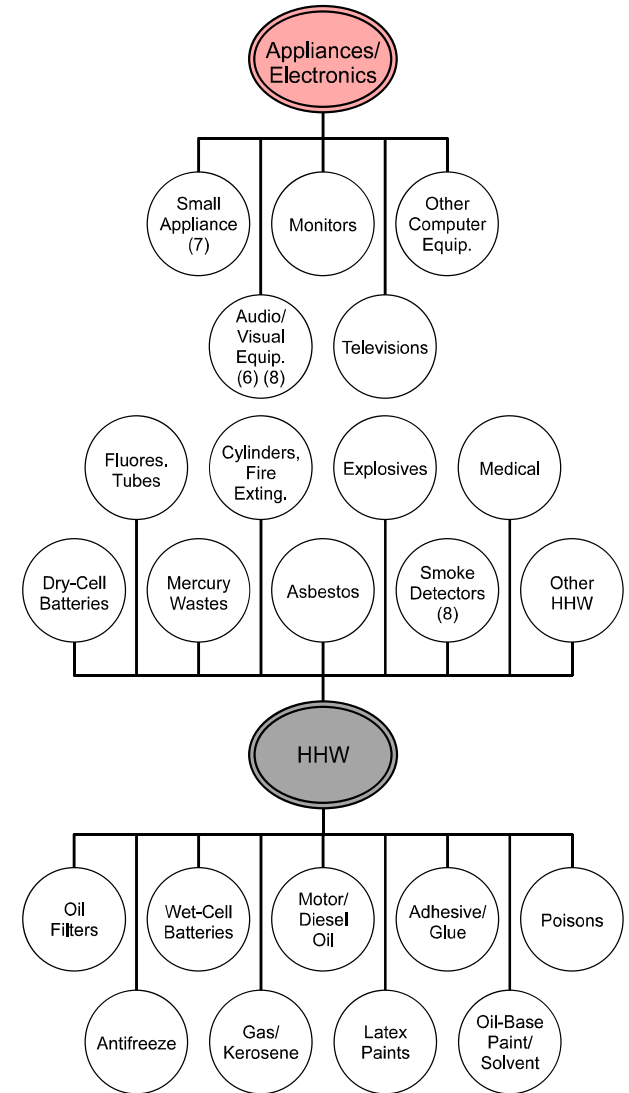 Appliances/
Electronics
Small
Appliance
(7)
Monitors
Other
Computer
Equip.
Audio/
Visual
Equip.
(6) (8)
Televisions
Fluores.
Tubes
Cylinders,
Fire
Exting.
Explosives
Medical
Dry-Cell
Batteries
Mercury
Wastes
Asbestos
Smoke
Detectors
(8)
Other
HHW
HHW
Oil
Filters
Wet-Cell
Batteries
Motor/
Diesel
Oil
Adhesive/
Glue
Poisons
Antifreeze
Gas/
Kerosene
Latex
Paints
Oil-Base
Paint/
Solvent